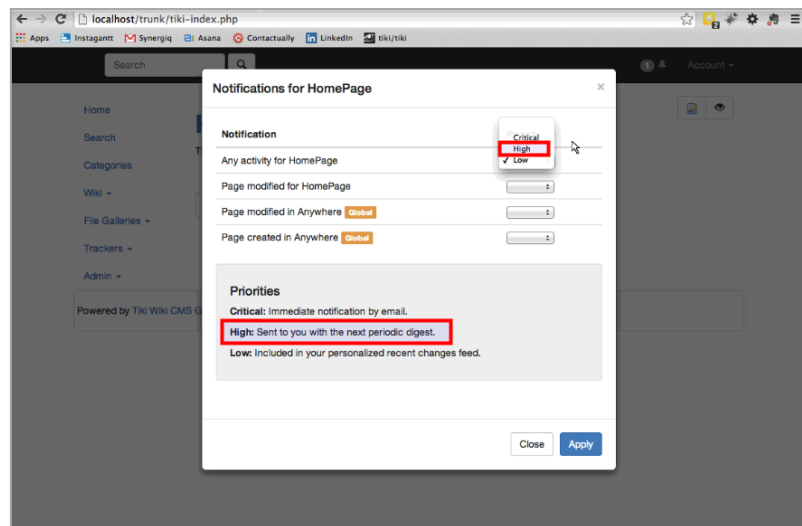 localhost/trunk/tiki-index.php
Apps Instagantt Synergiq Asana Contactually LinkedIn tiki/tiki
Search 1 Account
Notifications for HomePage ×
Home
Search
Categories
Wiki
File Galleries
Trackers
Admin
Notification
Critical
High
✓ Low
Any activity for HomePage
Page modified for HomePage
Page modified in Anywhere Global
Page created in Anywhere Global
Powered by Tiki Wiki CMS G
Priorities
Critical: Immediate notification by email.
High: Sent to you with the next periodic digest.
Low: Included in your personalized recent changes feed.
Close Apply